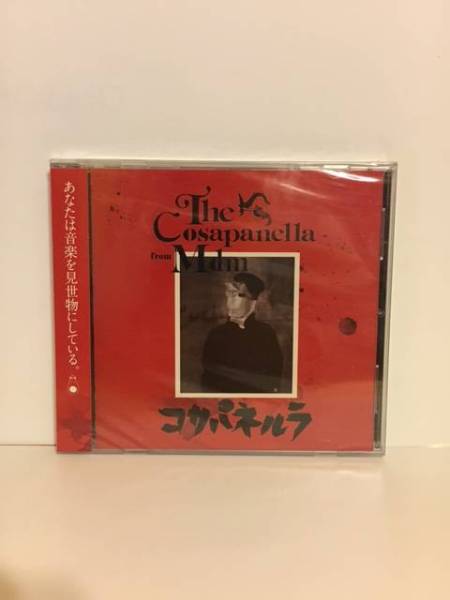 あなたは音楽を見世物にしている。
The
Cosapanella
from Mdm
コサパネルラ